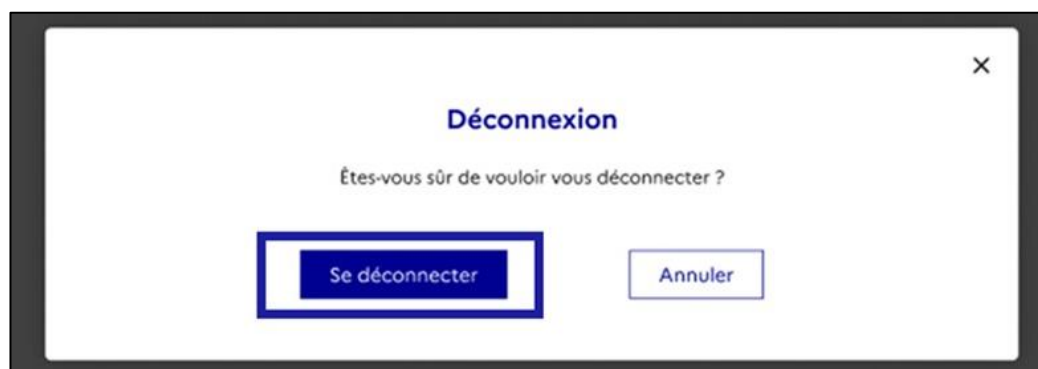 Déconnexion
Êtes-vous sûr de vouloir vous déconnecter ?
Se déconnecter
Annuler